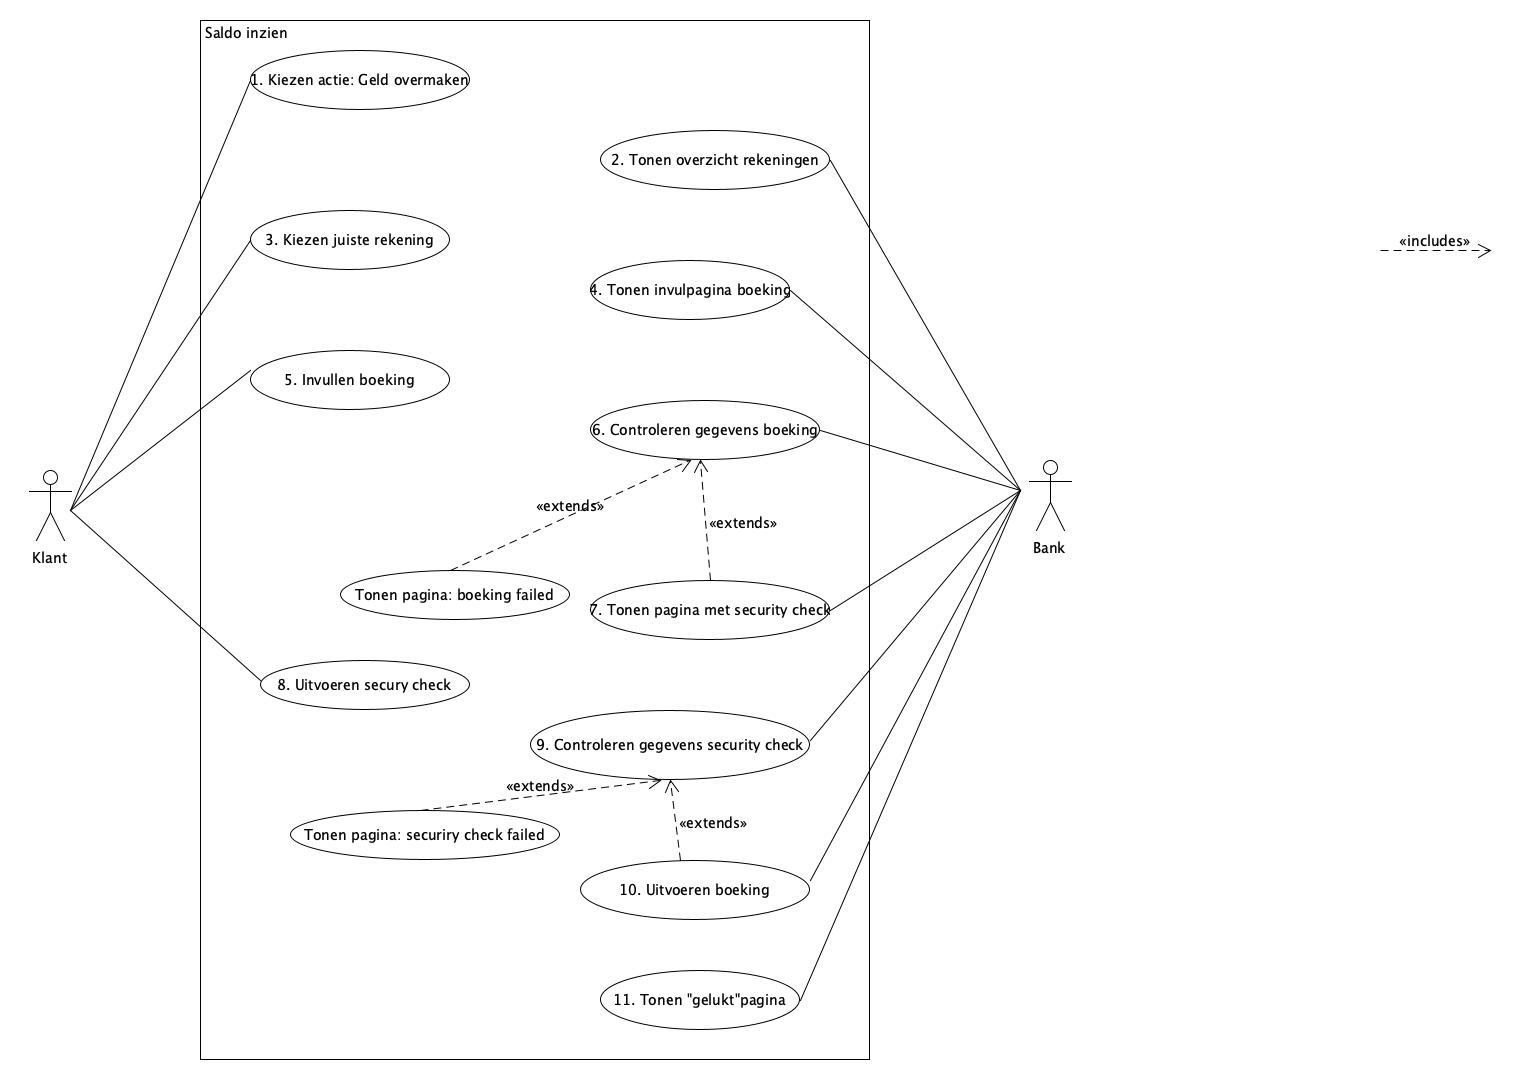 Saldo inzien
1. Kiezen actie: Geld overmaken
2. Tonen overzicht rekeningen
3. Kiezen juiste rekening
«includes»
4. Tonen invulpagina boeking
5. Invullen boeking
6. Controleren gegevens boeking
«extends»
«extends»
Klant
Bank
Tonen pagina: boeking failed
7. Tonen pagina met security check
8. Uitvoeren secury check
9. Controleren gegevens security check
«extends»
«extends»
Tonen pagina: securiry check failed
10. Uitvoeren boeking
11. Tonen "gelukt"pagina